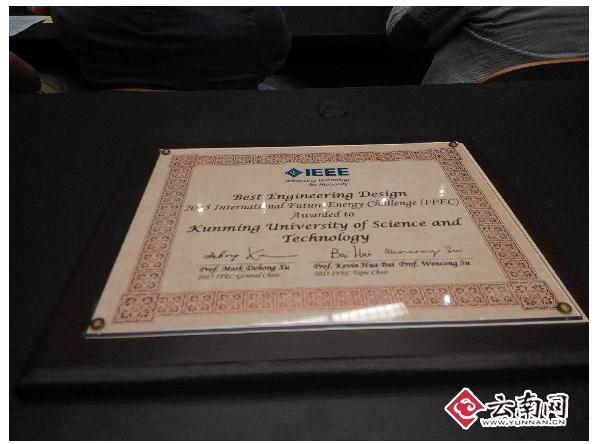 IEEE
Advancing Technology
for Humanity
Best Engineering Design
2015 International Future Energy Challenge (IFEC)
Awarded to
Kunming University of Science and
Technology
Prof. Mark Dehong Xu
Prof. Kevin Hua Bai Prof. Wencong Su
2015 IFEC General Chair
2015 IFEC Topic Chair
云南网
WWW.YUNNAN.CN